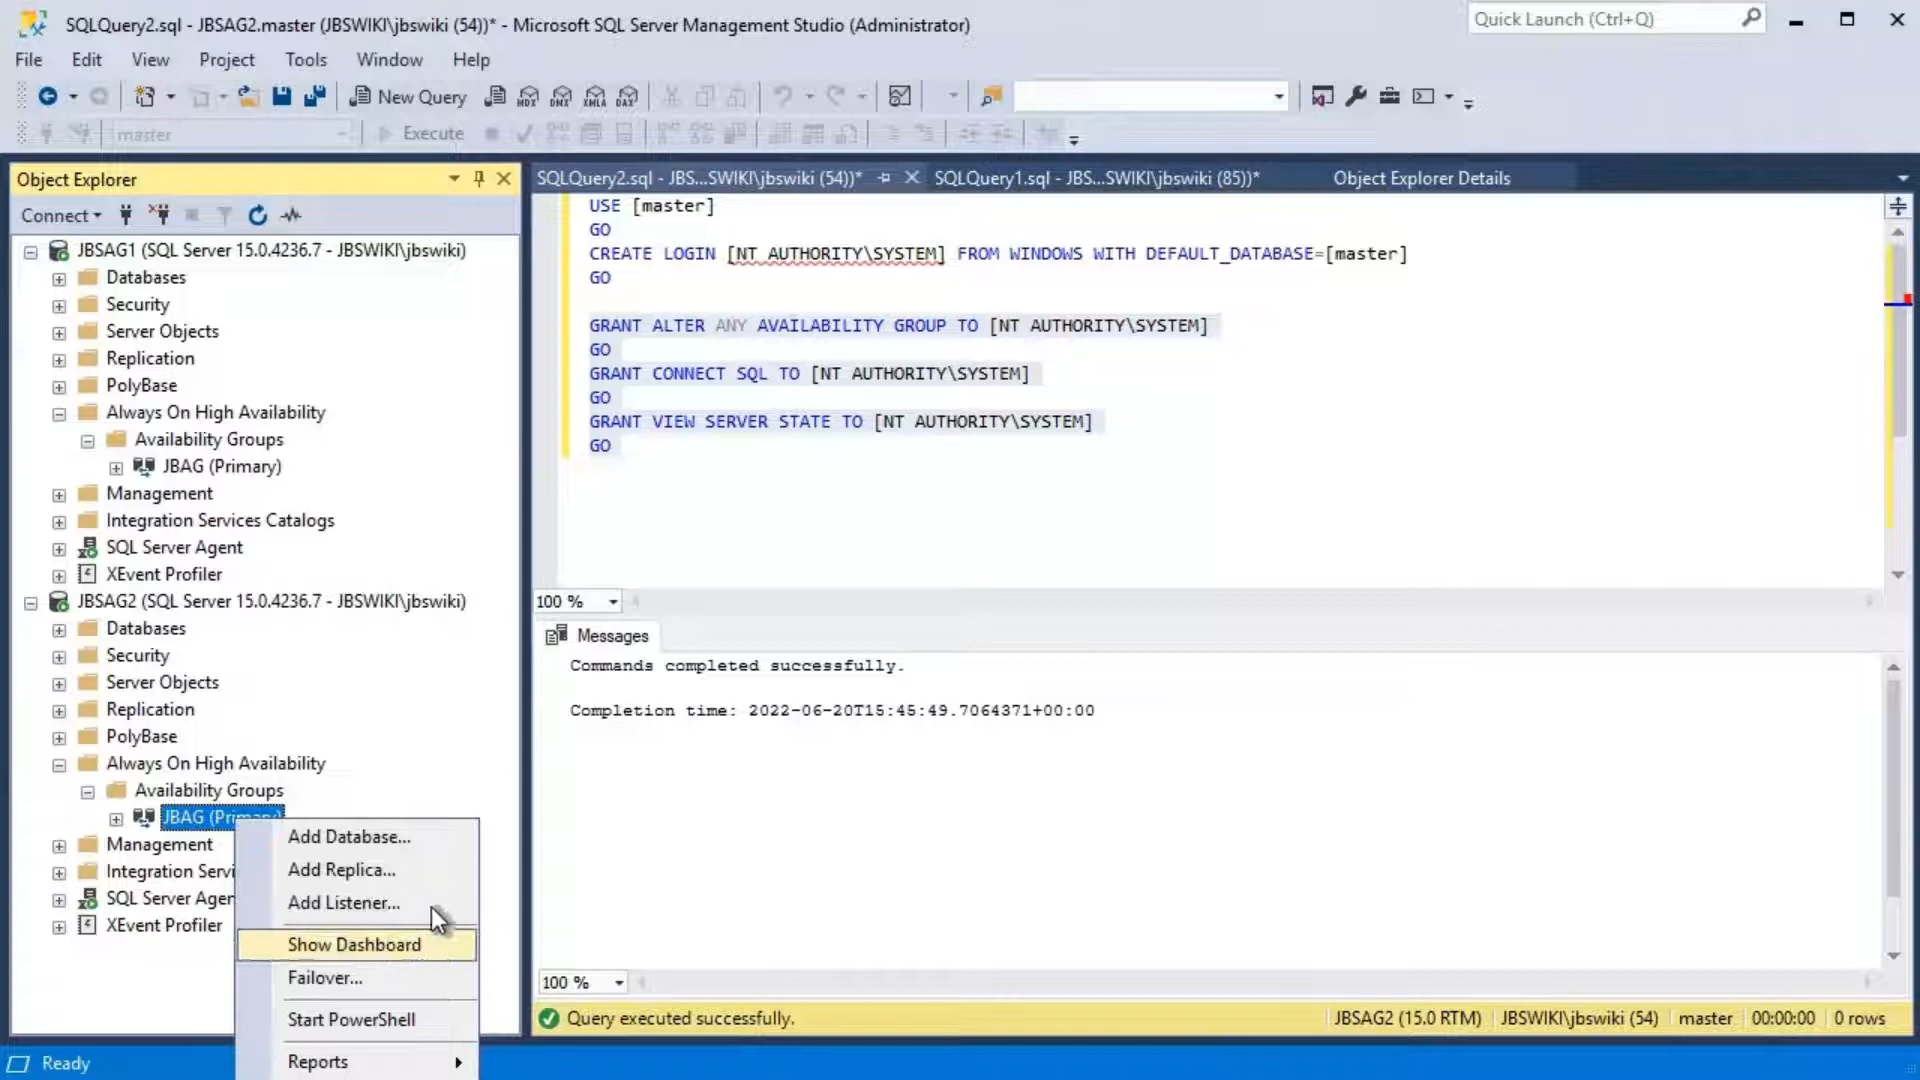 SQLQuery2.sql - JBSAG2.master (JBSWIKI\jbswiki (54))* - Microsoft SQL Server Management Studio (Administrator)
Quick Launch (Ctrl+Q)
File Edit View Project Tools Window Help
New Query MDX DMX XMLA DAX
master Execute
Object Explorer
Connect
JBSAG1 (SQL Server 15.0.4236.7 - JBSWIKI\jbswiki)
Databases
Security
Server Objects
Replication
PolyBase
Always On High Availability
Availability Groups
JBAG (Primary)
Management
Integration Services Catalogs
SQL Server Agent
XEvent Profiler
JBSAG2 (SQL Server 15.0.4236.7 - JBSWIKI\jbswiki)
Databases
Security
Server Objects
Replication
PolyBase
Always On High Availability
Availability Groups
JBAG (Primary)
Management
Integration Servi
SQL Server Agen
XEvent Profiler
Add Database...
Add Replica...
Add Listener...
Show Dashboard
Failover...
Start PowerShell
Reports
SQLQuery2.sql - JBS...SWIKI\jbswiki (54))* SQLQuery1.sql - JBS...SWIKI\jbswiki (85))* Object Explorer Details
USE [master]
GO
CREATE LOGIN [NT AUTHORITY\SYSTEM] FROM WINDOWS WITH DEFAULT_DATABASE=[master]
GO
GRANT ALTER ANY AVAILABILITY GROUP TO [NT AUTHORITY\SYSTEM]
GO
GRANT CONNECT SQL TO [NT AUTHORITY\SYSTEM]
GO
GRANT VIEW SERVER STATE TO [NT AUTHORITY\SYSTEM]
GO
100 %
Messages
Commands completed successfully.
Completion time: 2022-06-20T15:45:49.7064371+00:00
100 %
Query executed successfully. JBSAG2 (15.0 RTM) JBSWIKI\jbswiki (54) master 00:00:00 0 rows
Ready